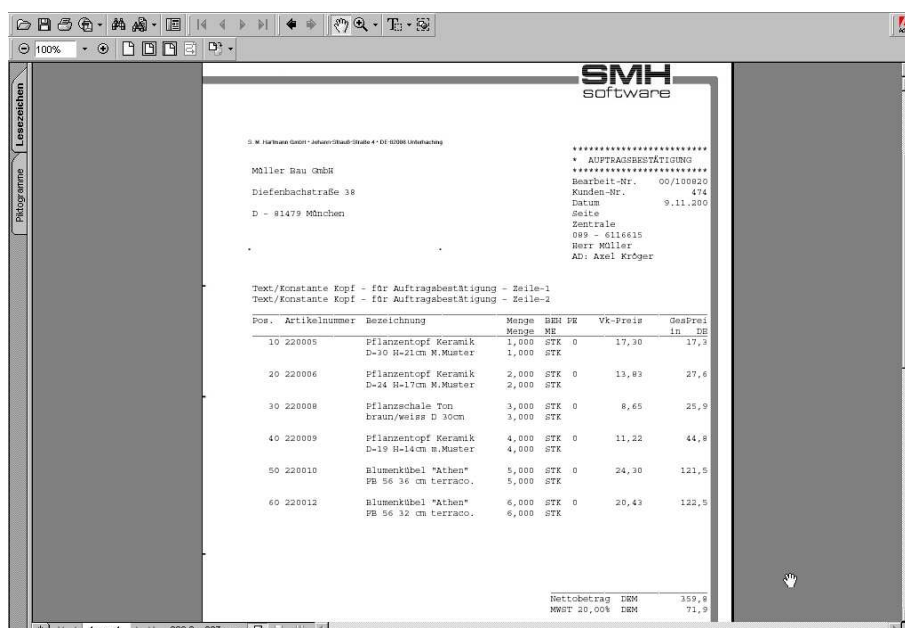 100%
Lesezeichen
Piktogramme
SMH
software
S. M. Hartmann GmbH • Johann-Strauß-Straße 4 • DE-82008 Unterhaching
*************************
* AUFTRAGSBESTÄTIGUNG
*************************
Müller Bau GmbH
Diefenbachstraße 38
D - 81479 München
Bearbeit-Nr. 00/100820
Kunden-Nr. 474
Datum 9.11.200
Seite
Zentrale
089 - 6116615
Herr Müller
AD: Axel Kröger
Text/Konstante Kopf - für Auftragsbestätigung - Zeile-1
Text/Konstante Kopf - für Auftragsbestätigung - Zeile-2
Pos. Artikelnummer Bezeichnung Menge BEH PE Vk-Preis GesPrei
Menge ME in DE
10 220005 Pflanzentopf Keramik 1,000 STK 0 17,30 17,3
D=30 H=21cm M.Muster 1,000 STK
20 220006 Pflanzentopf Keramik 2,000 STK 0 13,83 27,6
D=24 H=17cm M.Muster 2,000 STK
30 220008 Pflanzschale Ton 3,000 STK 0 8,65 25,9
braun/weiss D 30cm 3,000 STK
40 220009 Pflanzentopf Keramik 4,000 STK 0 11,22 44,8
D=19 H=14cm m.Muster 4,000 STK
50 220010 Blumenkübel "Athen" 5,000 STK 0 24,30 121,5
PB 56 36 cm terraco. 5,000 STK
60 220012 Blumenkübel "Athen" 6,000 STK 0 20,43 122,5
PB 56 32 cm terraco. 6,000 STK
Nettobetrag DEM 359,8
MWST 20,00% DEM 71,9